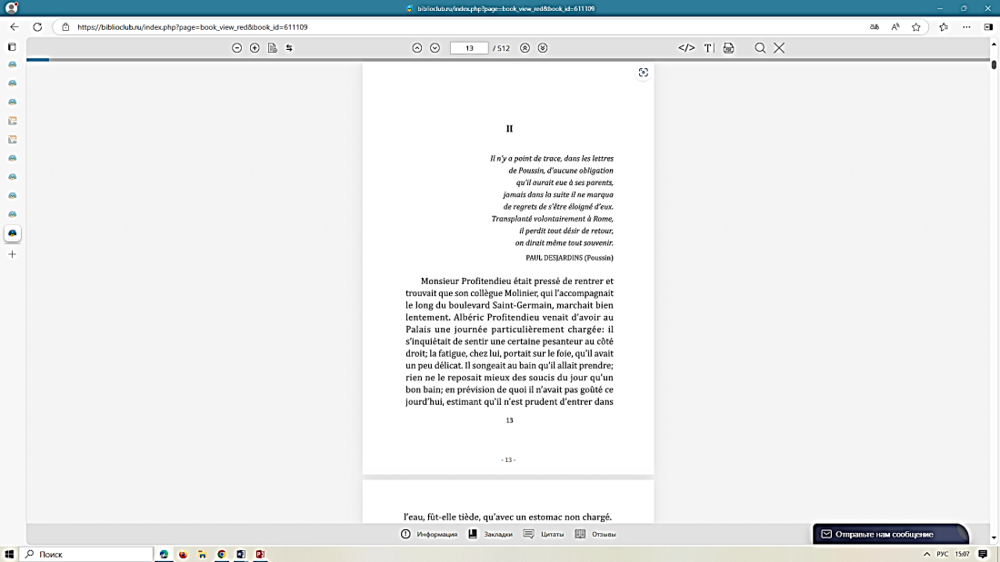 biblioclub.ru/index.php?page=book_view_red&book_id=611109
https://biblioclub.ru/index.php?page=book_view_red&book_id=611109
13 / 512
II
Il n'y a point de trace, dans les lettres
de Poussin, d'aucune obligation
qu'il aurait eue à ses parents,
jamais dans la suite il ne marqua
de regrets de s'être éloigné d'eux.
Transplanté volontairement à Rome,
il perdit tout désir de retour,
on dirait même tout souvenir.
PAUL DESJARDINS (Poussin)
Monsieur Profitendieu était pressé de rentrer et
trouvait que son collègue Molinier, qui l'accompagnait
le long du boulevard Saint-Germain, marchait bien
lentement. Albéric Profitendieu venait d'avoir au
Palais une journée particulièrement chargée: il
s'inquiétait de sentir une certaine pesanteur au côté
droit; la fatigue, chez lui, portait sur le foie, qu'il avait
un peu délicat. Il songeait au bain qu'il allait prendre;
rien ne le reposait mieux des soucis du jour qu'un
bon bain; en prévision de quoi il n'avait pas goûté ce
jourd'hui, estimant qu'il n'est prudent d'entrer dans
13
- 13 -
l'eau, fût-elle tiède, qu'avec un estomac non chargé.
Информация Закладки Цитаты Отзывы
Отправьте нам сообщение
Поиск
РУС 15:07